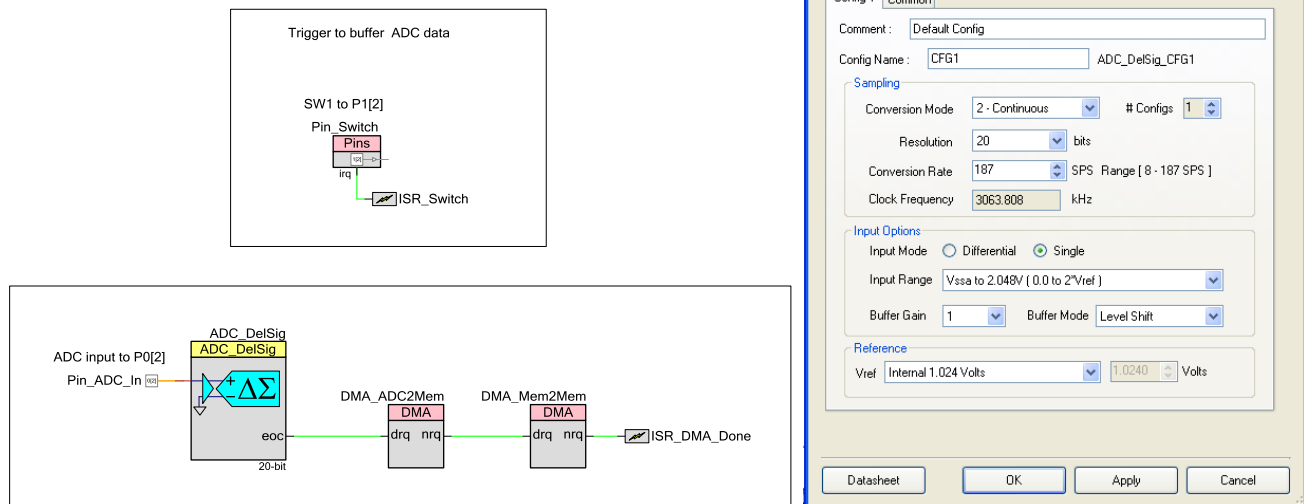 Trigger to buffer ADC data
SW1 to P1[2]
Pin_Switch
Pins
irq
ISR_Switch
ADC_DelSig
ADC_DelSig
ADC input to P0[2]
Pin_ADC_In
+
ΔΣ
−
eoc
20-bit
DMA_ADC2Mem
DMA
drq nrq
DMA_Mem2Mem
DMA
drq nrq
ISR_DMA_Done
Common
Comment : Default Config
Config Name : CFG1 ADC_DelSig_CFG1
Sampling
Conversion Mode 2 - Continuous # Configs 1
Resolution 20 bits
Conversion Rate 187 SPS Range [ 8 - 187 SPS ]
Clock Frequency 3063.808 kHz
Input Options
Input Mode Differential Single
Input Range Vssa to 2.048V ( 0.0 to 2*Vref )
Buffer Gain 1 Buffer Mode Level Shift
Reference
Vref Internal 1.024 Volts 1.0240 Volts
Datasheet OK Apply Cancel